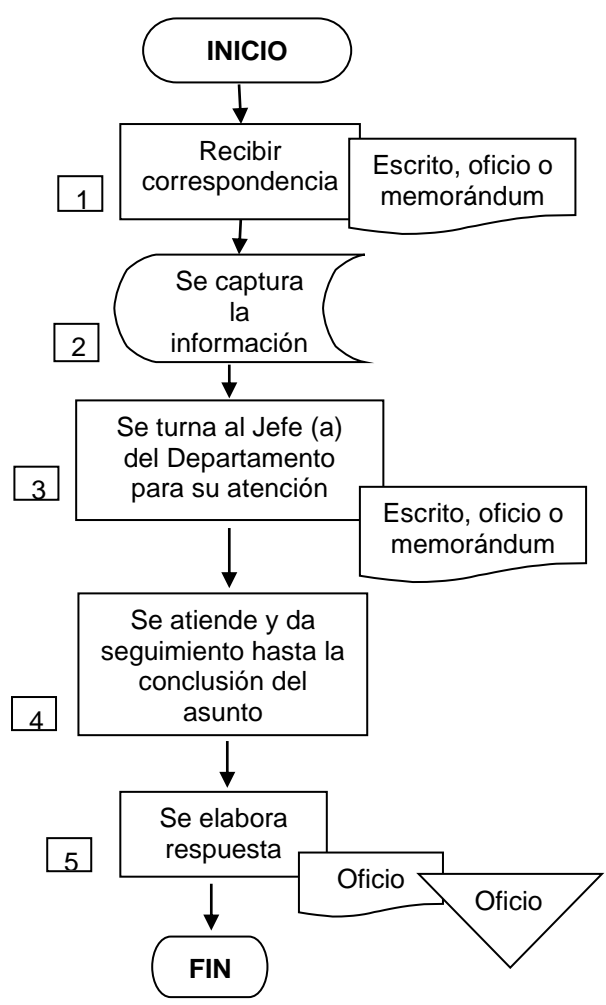 INICIO
Recibir
correspondencia
Escrito, oficio o
memorándum
1
Se captura
la
información
2
Se turna al Jefe (a)
del Departamento
para su atención
3
Escrito, oficio o
memorándum
Se atiende y da
seguimiento hasta la
conclusión del
asunto
4
Se elabora
respuesta
5
Oficio
Oficio
FIN